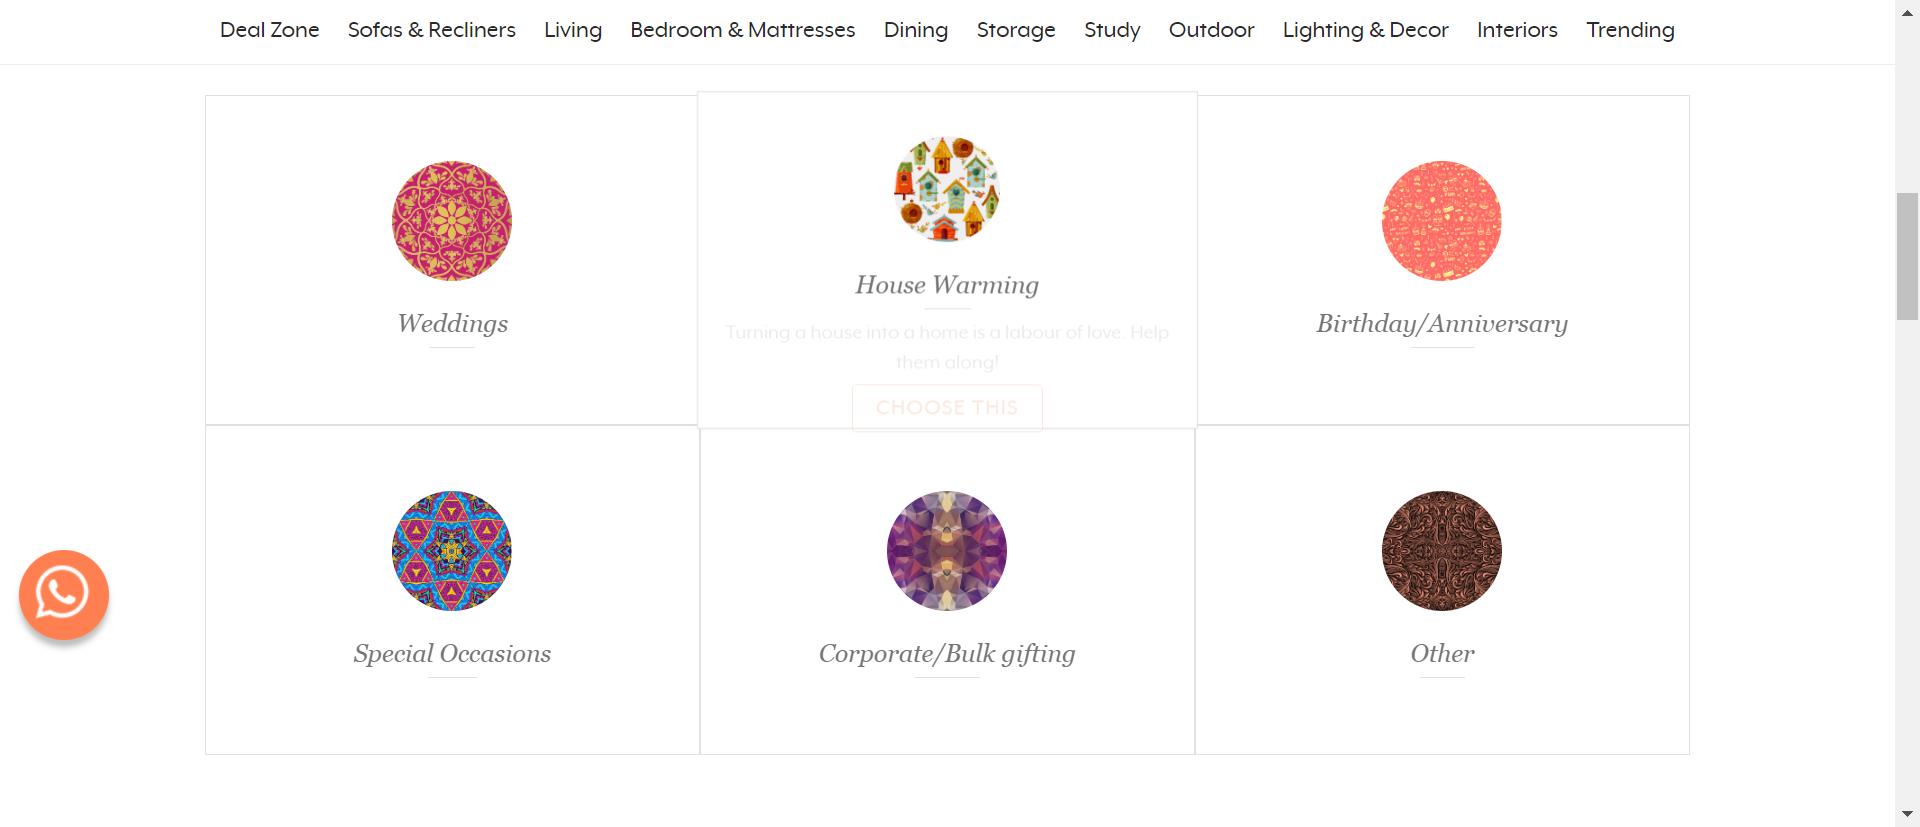 Deal Zone Sofas & Recliners Living Bedroom & Mattresses Dining Storage Study Outdoor Lighting & Decor Interiors Trending
Weddings
House Warming
Turning a house into a home is a labour of love. Help
them along!
CHOOSE THIS
Birthday/Anniversary
Special Occasions
Corporate/Bulk gifting
Other